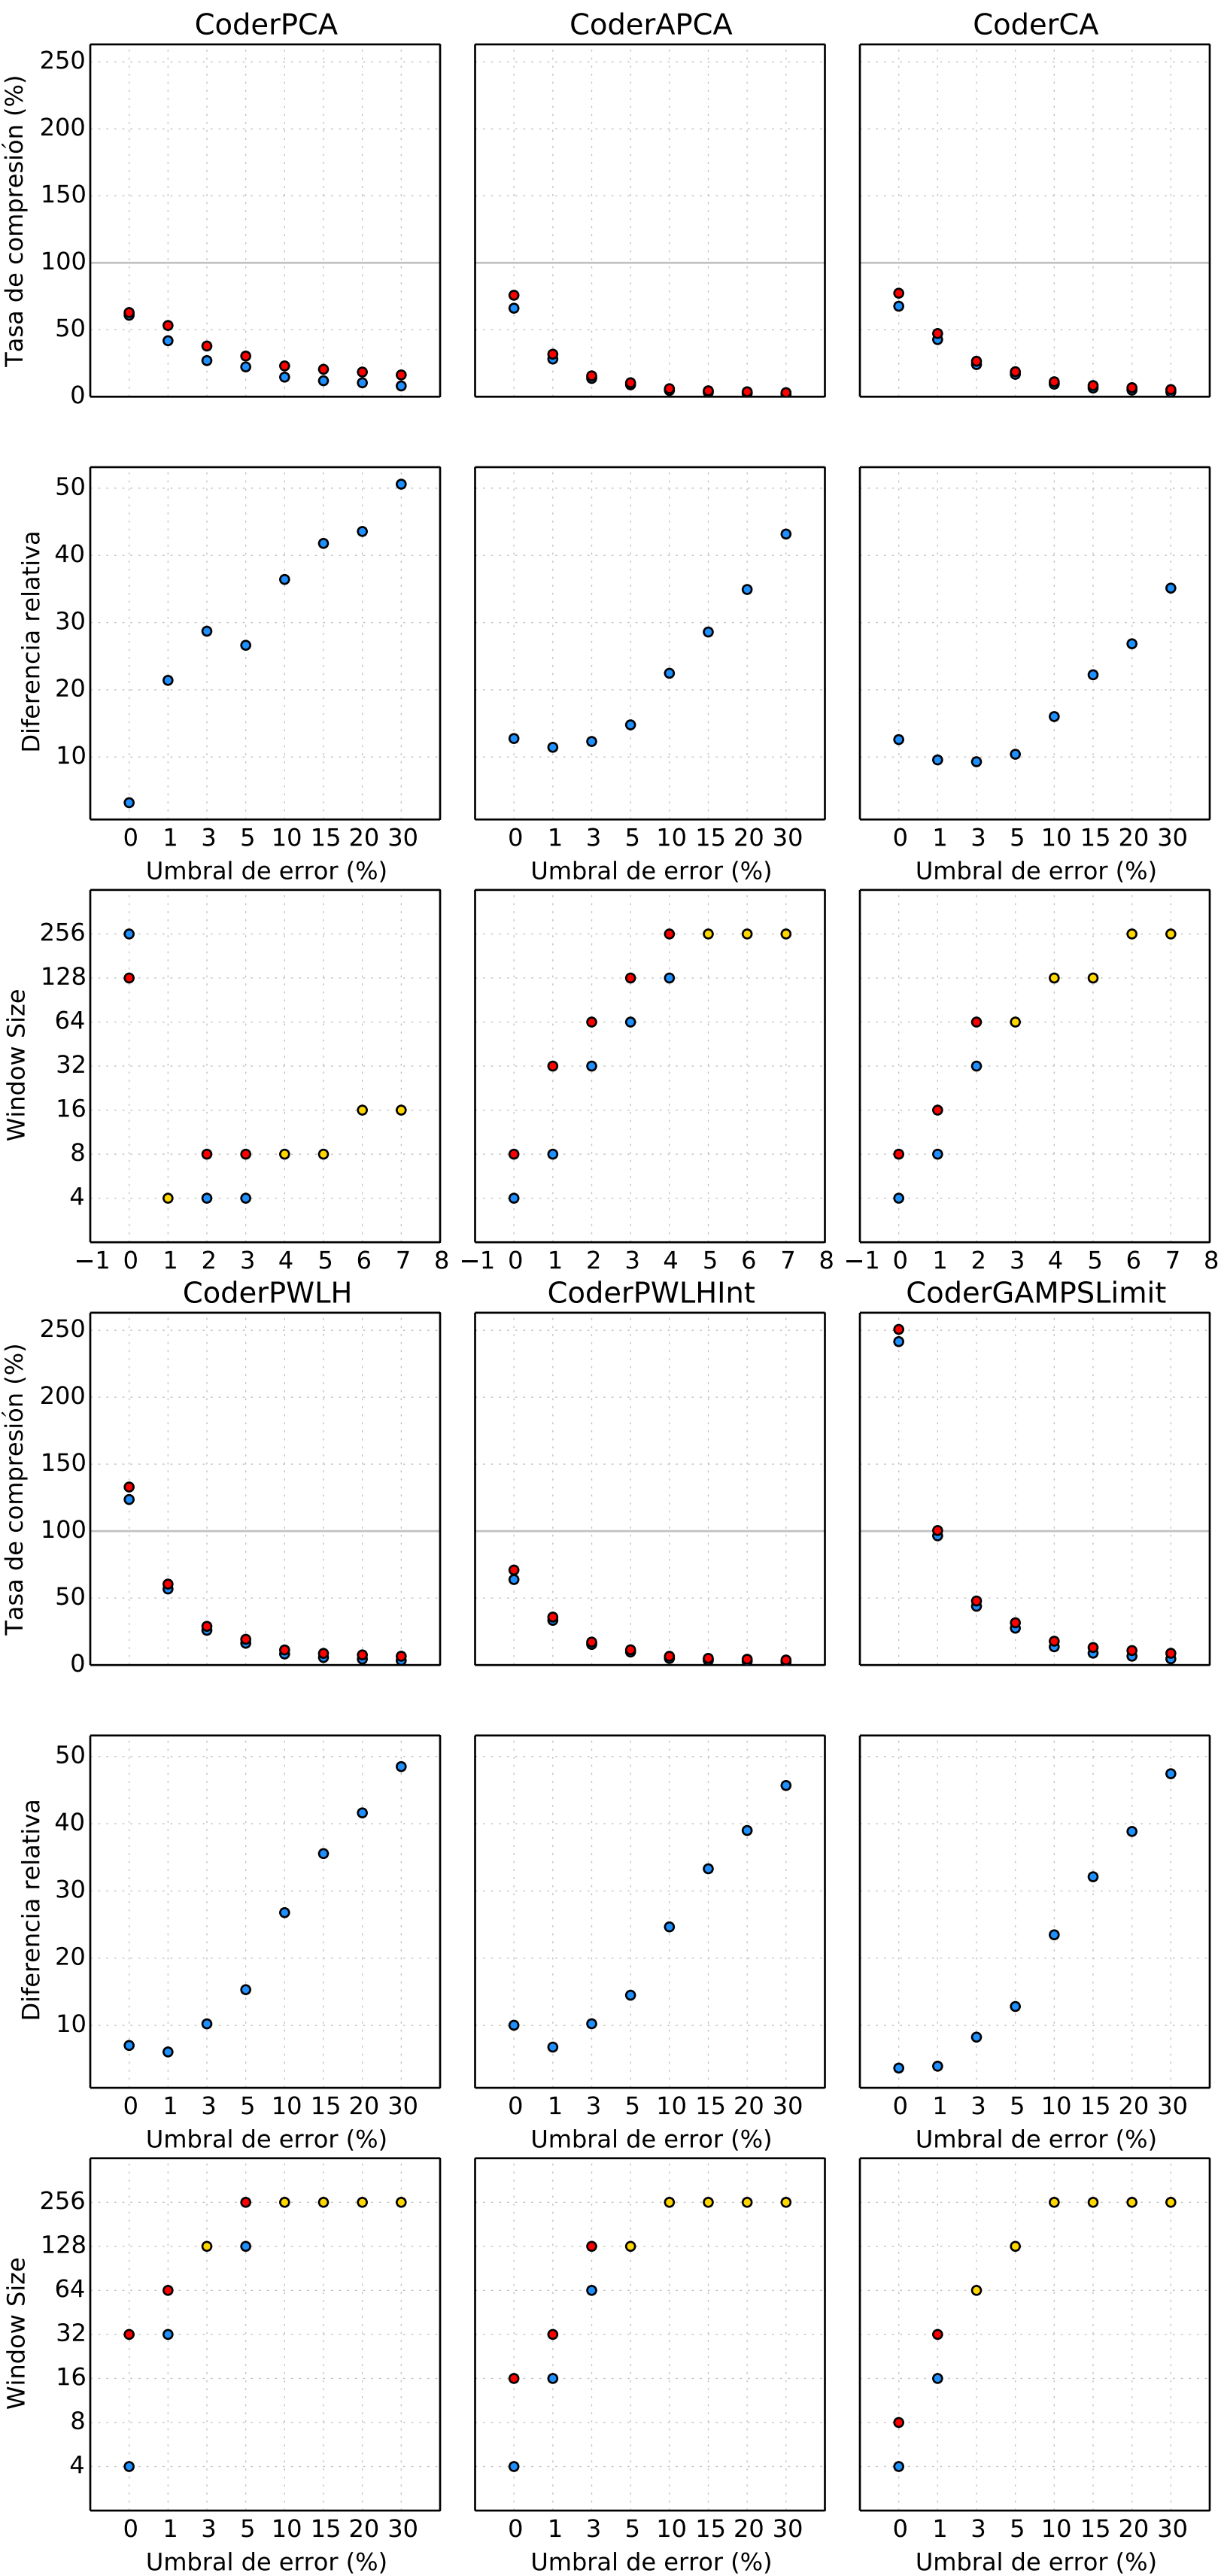 CoderPCA CoderAPCA CoderCA
Tasa de compresión (%)
250
200
150
100
50
0
Diferencia relativa
50
40
30
20
10
0 1 3 5 10 15 20 30
0 1 3 5 10 15 20 30
0 1 3 5 10 15 20 30
Umbral de error (%) Umbral de error (%) Umbral de error (%)
Window Size
256
128
64
32
16
8
4
−1 0 1 2 3 4 5 6 7 8
−1 0 1 2 3 4 5 6 7 8
−1 0 1 2 3 4 5 6 7 8
CoderPWLH CoderPWLHInt CoderGAMPSLimit
Tasa de compresión (%)
250
200
150
100
50
0
Diferencia relativa
50
40
30
20
10
0 1 3 5 10 15 20 30
0 1 3 5 10 15 20 30
0 1 3 5 10 15 20 30
Umbral de error (%) Umbral de error (%) Umbral de error (%)
Window Size
256
128
64
32
16
8
4
0 1 3 5 10 15 20 30
0 1 3 5 10 15 20 30
0 1 3 5 10 15 20 30
Umbral de error (%) Umbral de error (%) Umbral de error (%)